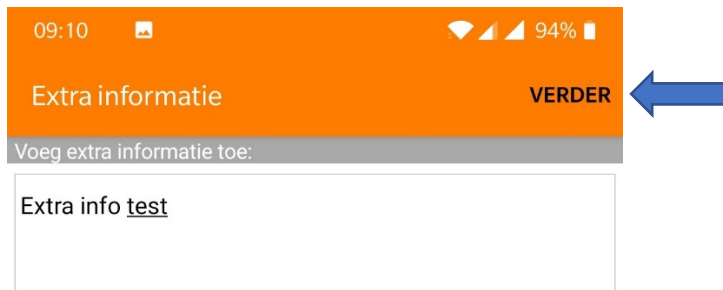 09:10 94%
Extra informatie VERDER
Voeg extra informatie toe:
Extra info test